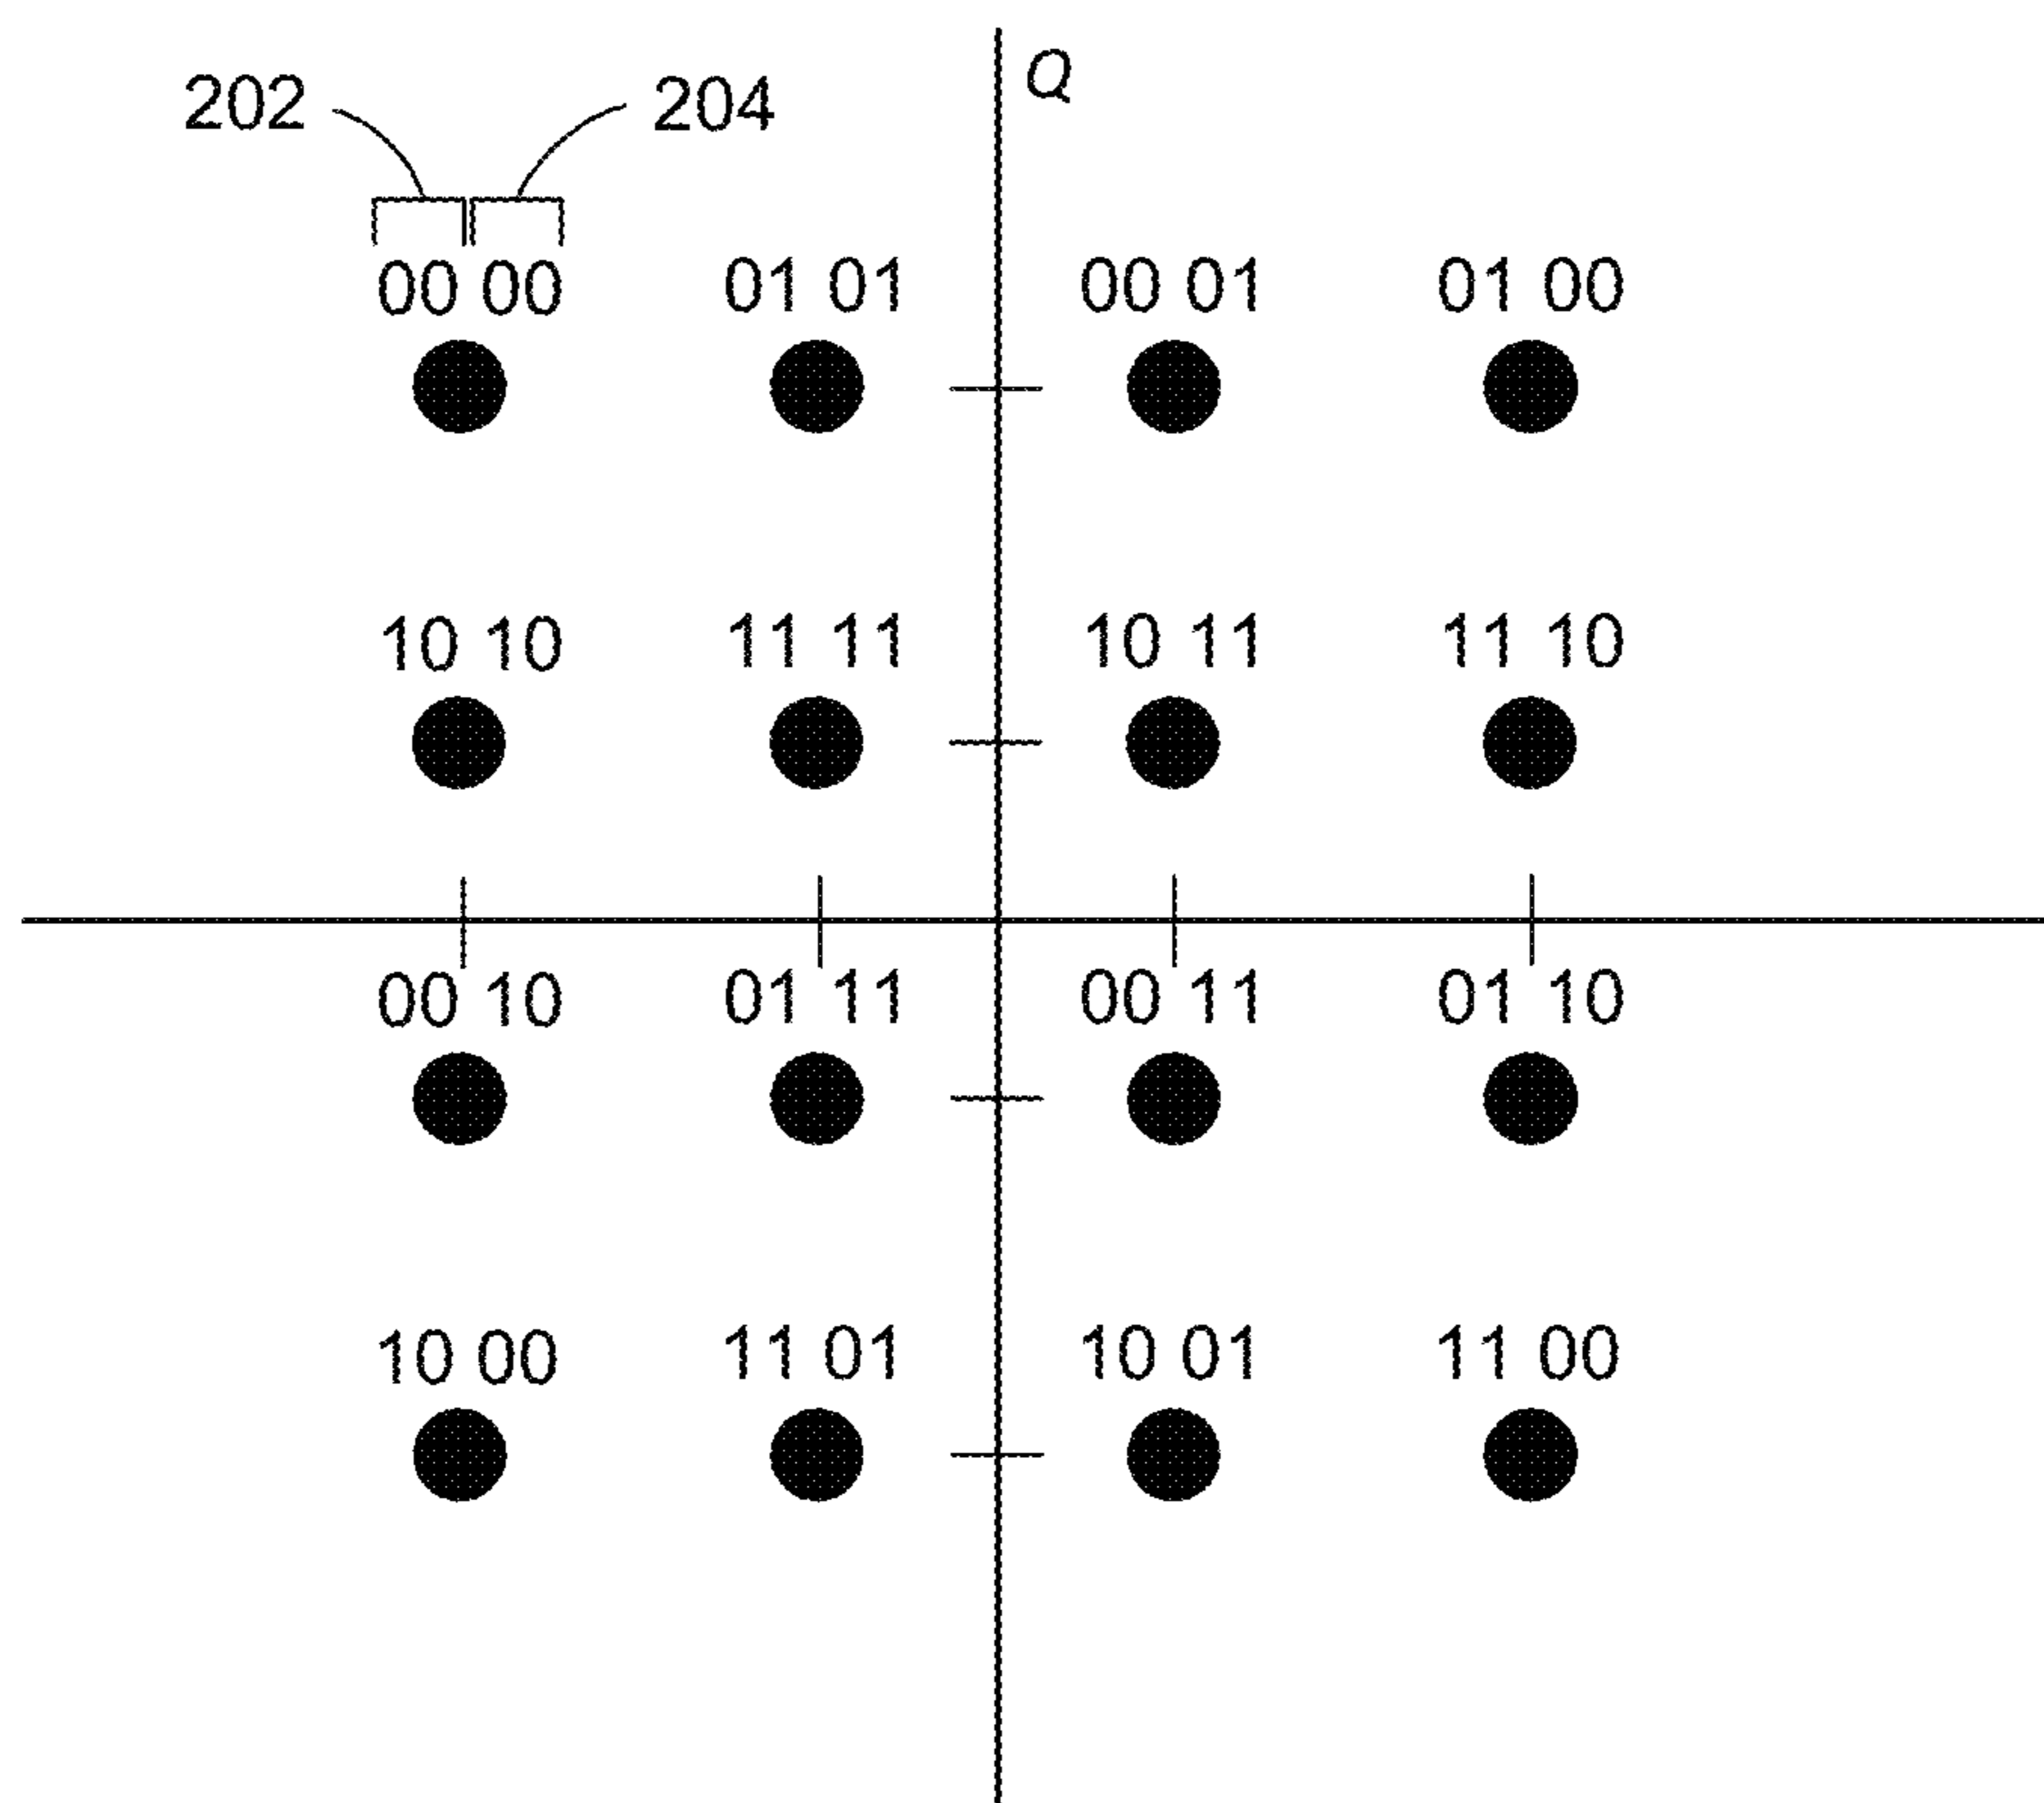 Q
202 204
00 00 01 01 00 01 01 00
10 10 11 11 10 11 11 10
00 10 01 11 00 11 01 10
10 00 11 01 10 01 11 00